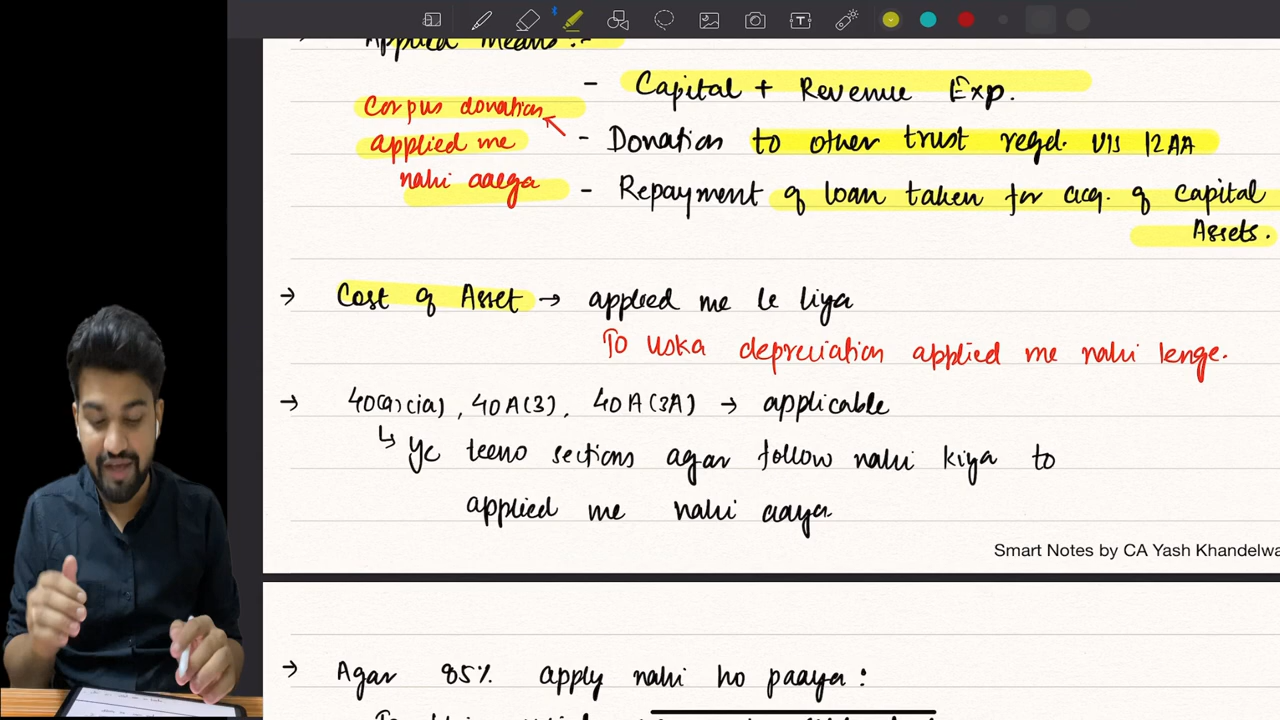 Applied Means :-
- Capital + Revenue Exp.
Corpus donation
applied me
nahi aaega
- Donation to other trust regd. U/S 12AA
- Repayment of loan taken for acq. of Capital
Assets.
→ Cost of Asset → applied me le liya
To uska depreciation applied me nahi lenge.
→ 40(a)(ia), 40A(3), 40A(3A) → applicable
↳ Ye teeno sections agar follow nahi kiya to
applied me nahi aaya
Smart Notes by CA Yash Khandelwa
→ Agar 85% apply nahi ho paaya :